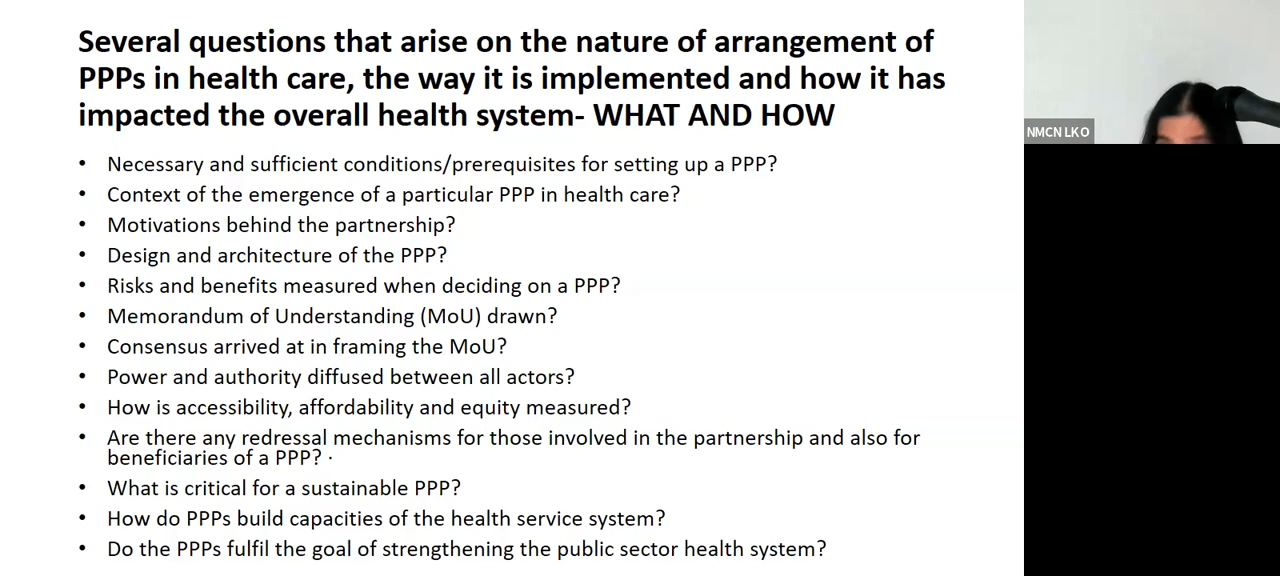 Several questions that arise on the nature of arrangement of
PPPs in health care, the way it is implemented and how it has
impacted the overall health system- WHAT AND HOW
• Necessary and sufficient conditions/prerequisites for setting up a PPP?
• Context of the emergence of a particular PPP in health care?
• Motivations behind the partnership?
• Design and architecture of the PPP?
• Risks and benefits measured when deciding on a PPP?
• Memorandum of Understanding (MoU) drawn?
• Consensus arrived at in framing the MoU?
• Power and authority diffused between all actors?
• How is accessibility, affordability and equity measured?
• Are there any redressal mechanisms for those involved in the partnership and also for
beneficiaries of a PPP? ·
• What is critical for a sustainable PPP?
• How do PPPs build capacities of the health service system?
• Do the PPPs fulfil the goal of strengthening the public sector health system?
NMCN LKO